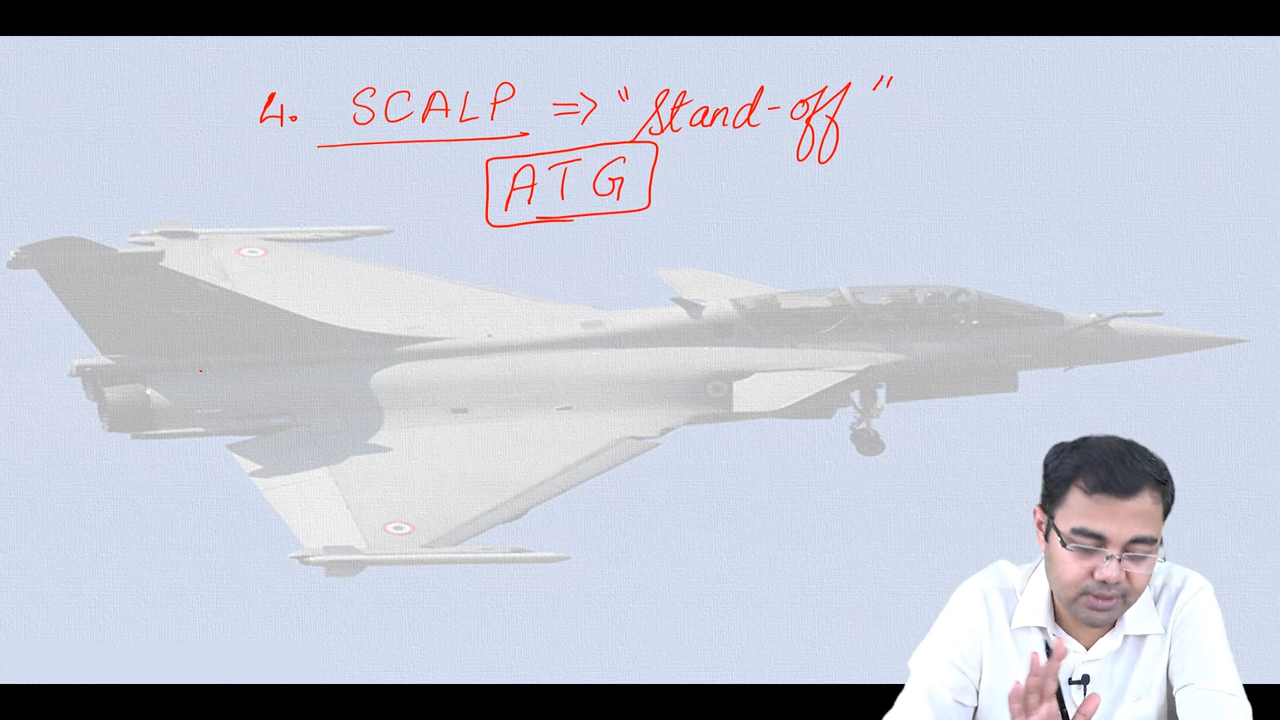 4. SCALP => "Stand-off"
ATG